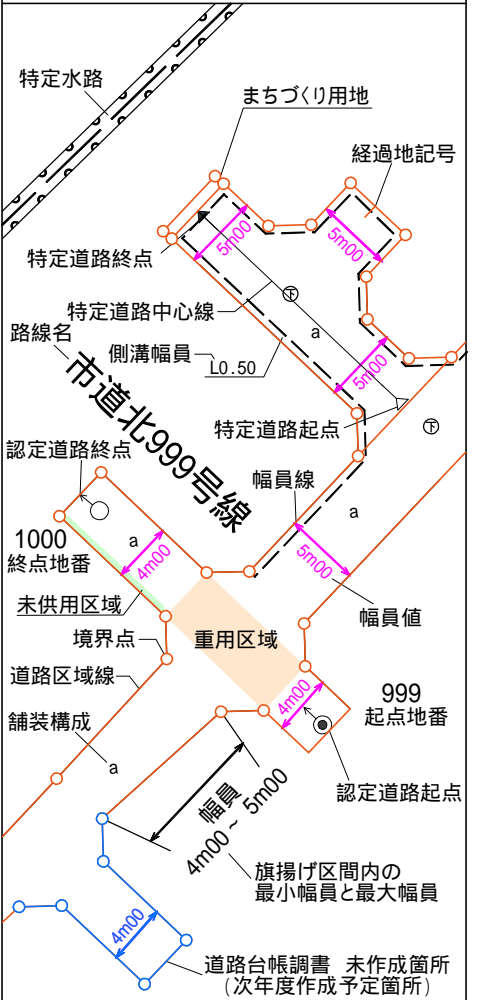 特定水路
まちづくり用地
経過地記号
5m00
5m00
特定道路終点
下
特定道路中心線
a
路線名
側溝幅員
L0.50
5m00
市道北999号線
特定道路起点
下
認定道路終点
幅員線
a
a
1000
終点地番
4m00
5m00
未供用区域
幅員値
境界点
重用区域
道路区域線
4m00
999
起点地番
舗装構成
a
認定道路起点
幅員
4m00~5m00
旗揚げ区間内の
最小幅員と最大幅員
4m00
道路台帳調書 未作成箇所
(次年度作成予定箇所)